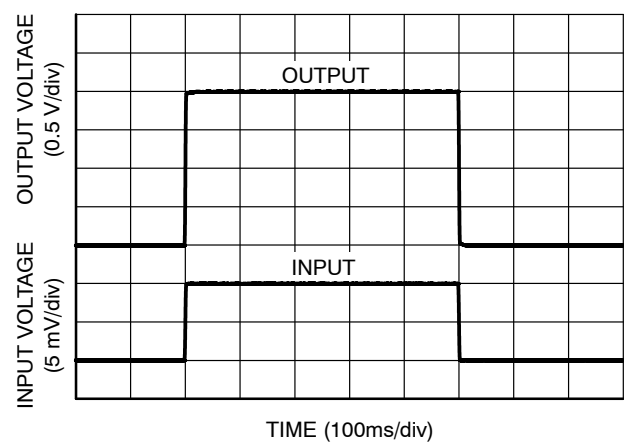 OUTPUT VOLTAGE
(0.5 V/div)
OUTPUT
INPUT VOLTAGE
(5 mV/div)
INPUT
TIME (100ms/div)